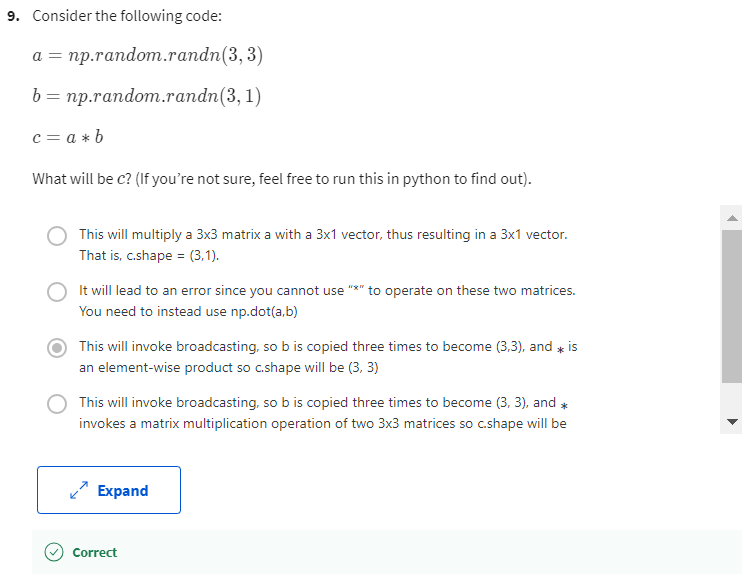 9. Consider the following code:
a = np.random.randn(3, 3)
b = np.random.randn(3, 1)
c = a ∗ b
What will be c? (If you’re not sure, feel free to run this in python to find out).
This will multiply a 3x3 matrix a with a 3x1 vector, thus resulting in a 3x1 vector.
That is, c.shape = (3,1).
It will lead to an error since you cannot use “*” to operate on these two matrices.
You need to instead use np.dot(a,b)
This will invoke broadcasting, so b is copied three times to become (3,3), and ∗ is
an element-wise product so c.shape will be (3, 3)
This will invoke broadcasting, so b is copied three times to become (3, 3), and ∗
invokes a matrix multiplication operation of two 3x3 matrices so c.shape will be
Expand
Correct